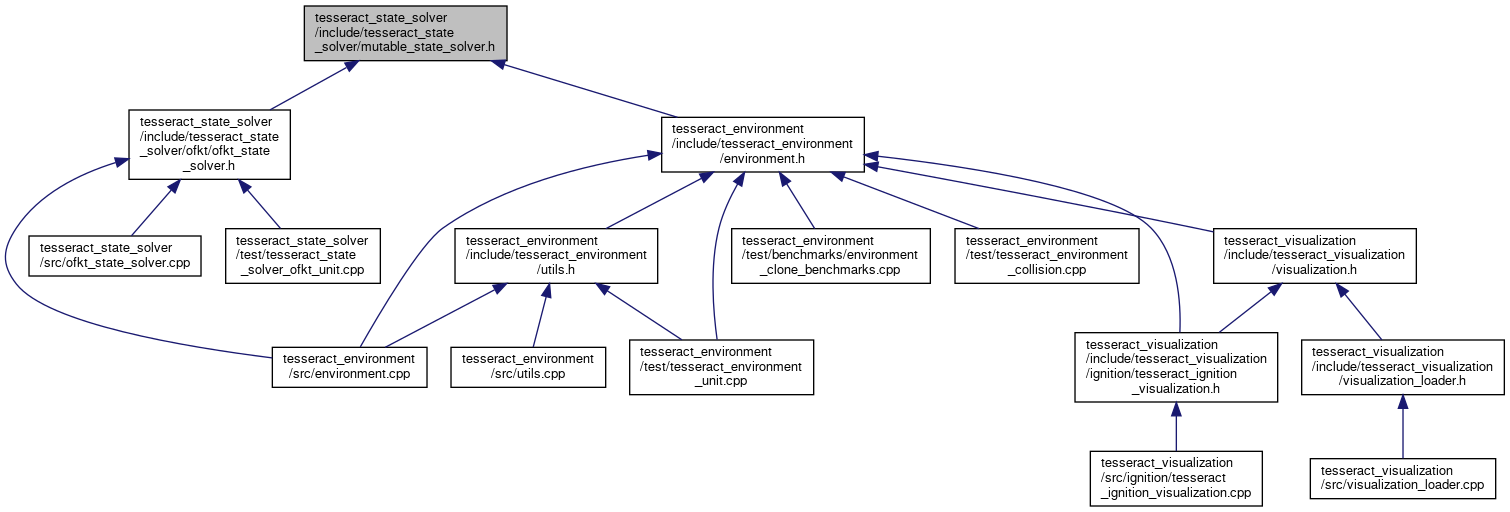 tesseract_state_solver
/include/tesseract_state
_solver/mutable_state_solver.h
tesseract_state_solver
/include/tesseract_state
_solver/ofkt/ofkt_state
_solver.h
tesseract_environment
/include/tesseract_environment
/environment.h
tesseract_state_solver
/src/ofkt_state_solver.cpp
tesseract_state_solver
/test/tesseract_state
_solver_ofkt_unit.cpp
tesseract_environment
/include/tesseract_environment
/utils.h
tesseract_environment
/test/benchmarks/environment
_clone_benchmarks.cpp
tesseract_environment
/test/tesseract_environment
_collision.cpp
tesseract_visualization
/include/tesseract_visualization
/visualization.h
tesseract_environment
/src/environment.cpp
tesseract_environment
/src/utils.cpp
tesseract_environment
/test/tesseract_environment
_unit.cpp
tesseract_visualization
/include/tesseract_visualization
/ignition/tesseract_ignition
_visualization.h
tesseract_visualization
/include/tesseract_visualization
/visualization_loader.h
tesseract_visualization
/src/ignition/tesseract
_ignition_visualization.cpp
tesseract_visualization
/src/visualization_loader.cpp